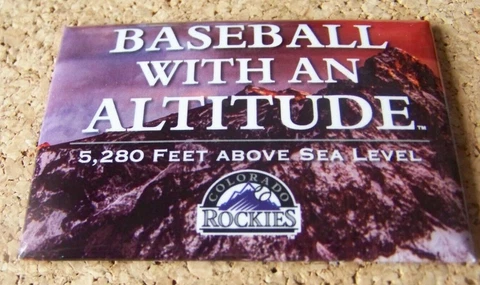 BASEBALL
WITH AN
ALTITUDE™
5,280 FEET ABOVE SEA LEVEL
COLORADO
ROCKIES